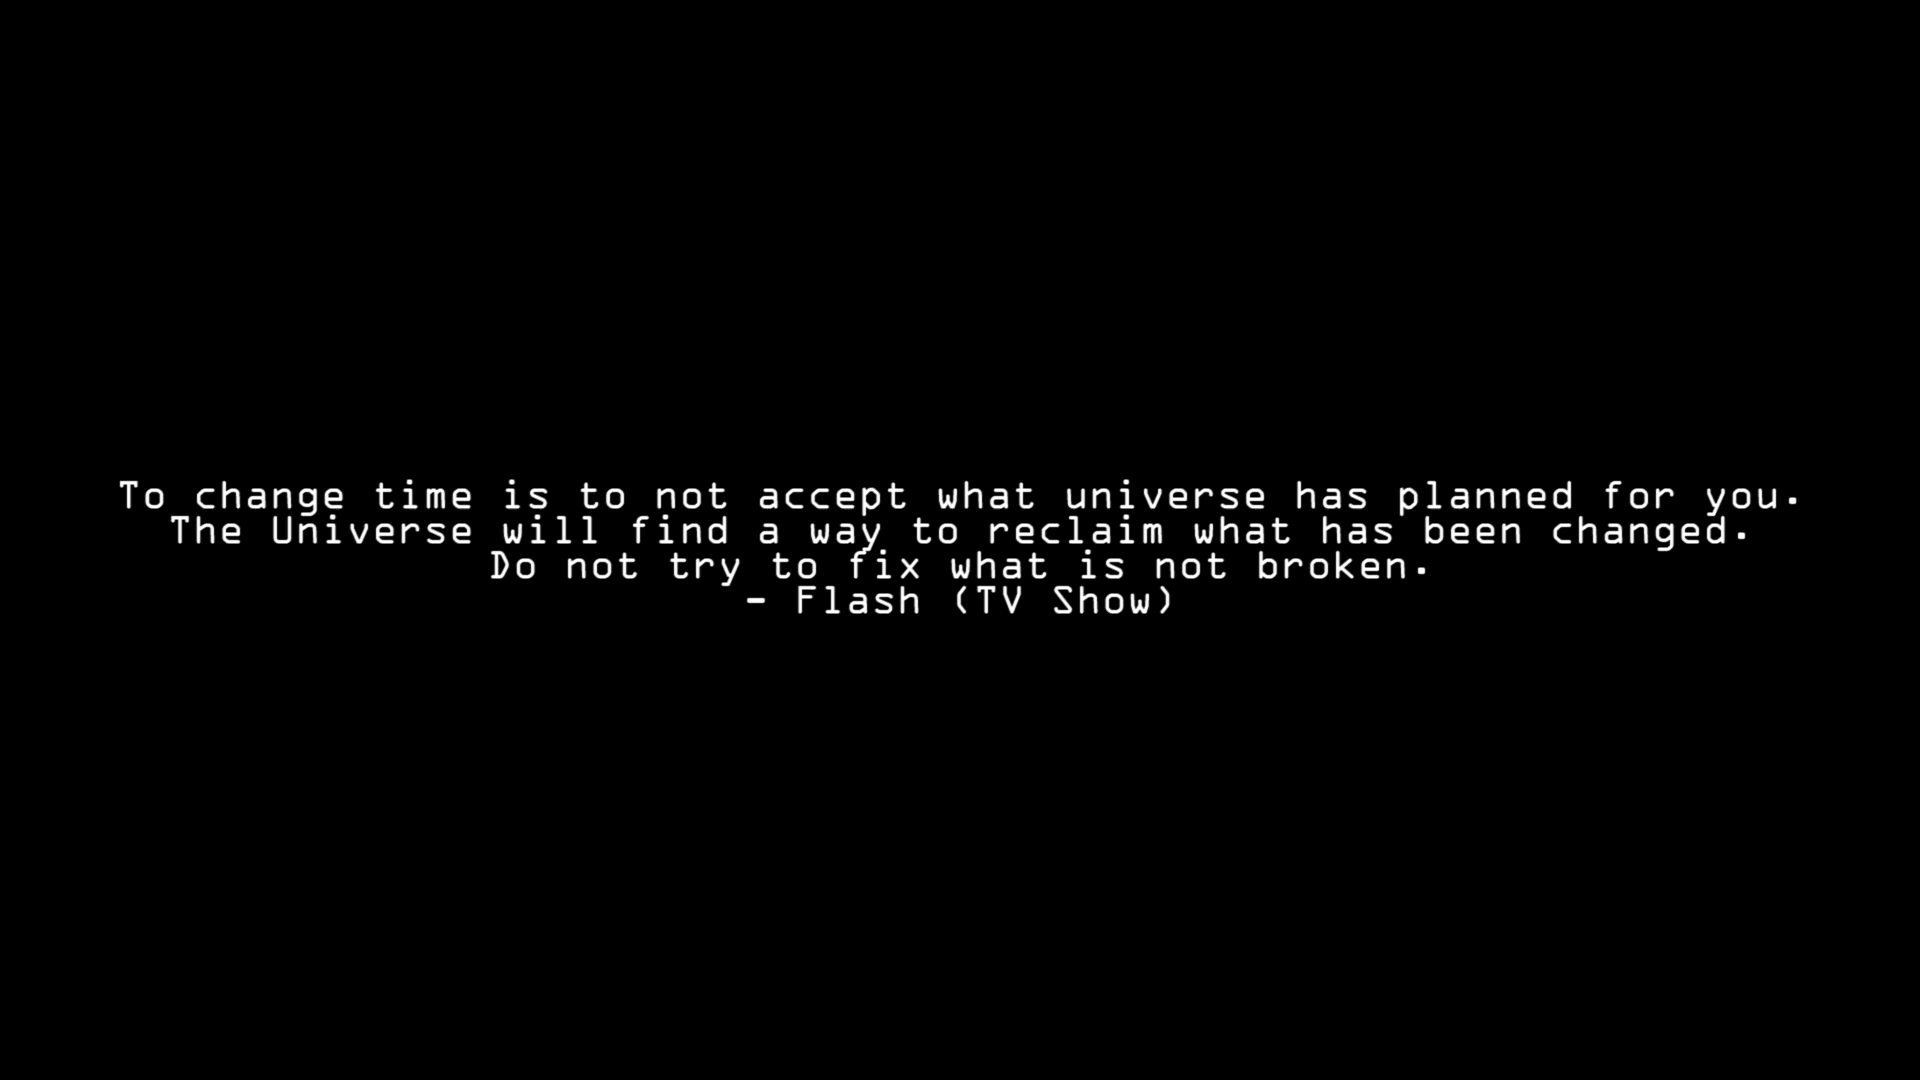 To change time is to not accept what universe has planned for you.
The Universe will find a way to reclaim what has been changed.
Do not try to fix what is not broken.
- Flash (TV Show)